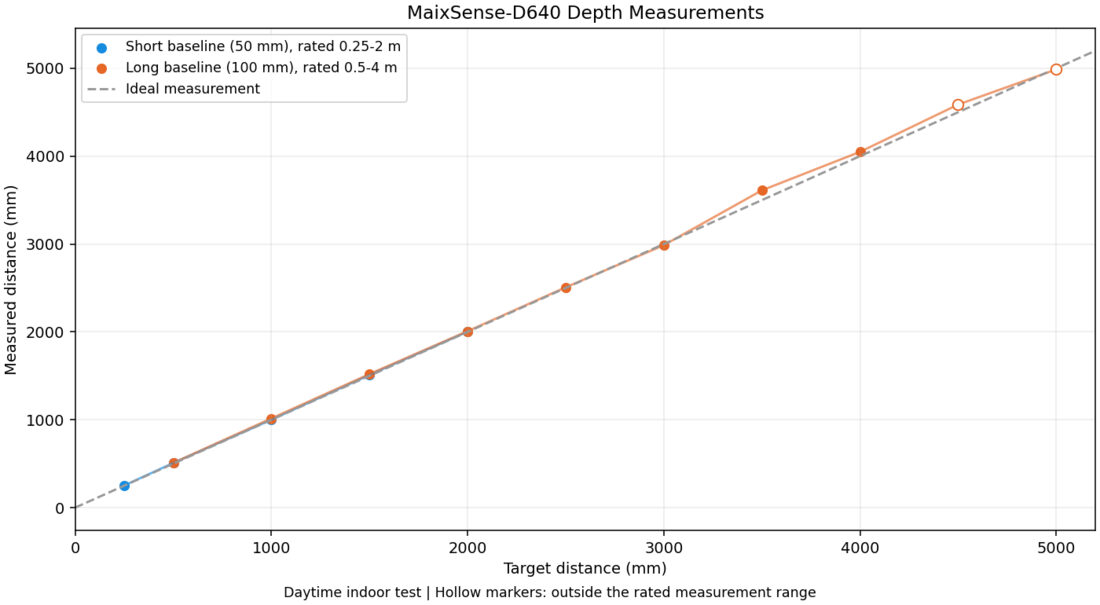 MaixSense-D640 Depth Measurements
Short baseline (50 mm), rated 0.25-2 m
Long baseline (100 mm), rated 0.5-4 m
Ideal measurement
Measured distance (mm)
5000
4000
3000
2000
1000
0
0 1000 2000 3000 4000 5000
Target distance (mm)
Daytime indoor test | Hollow markers: outside the rated measurement range